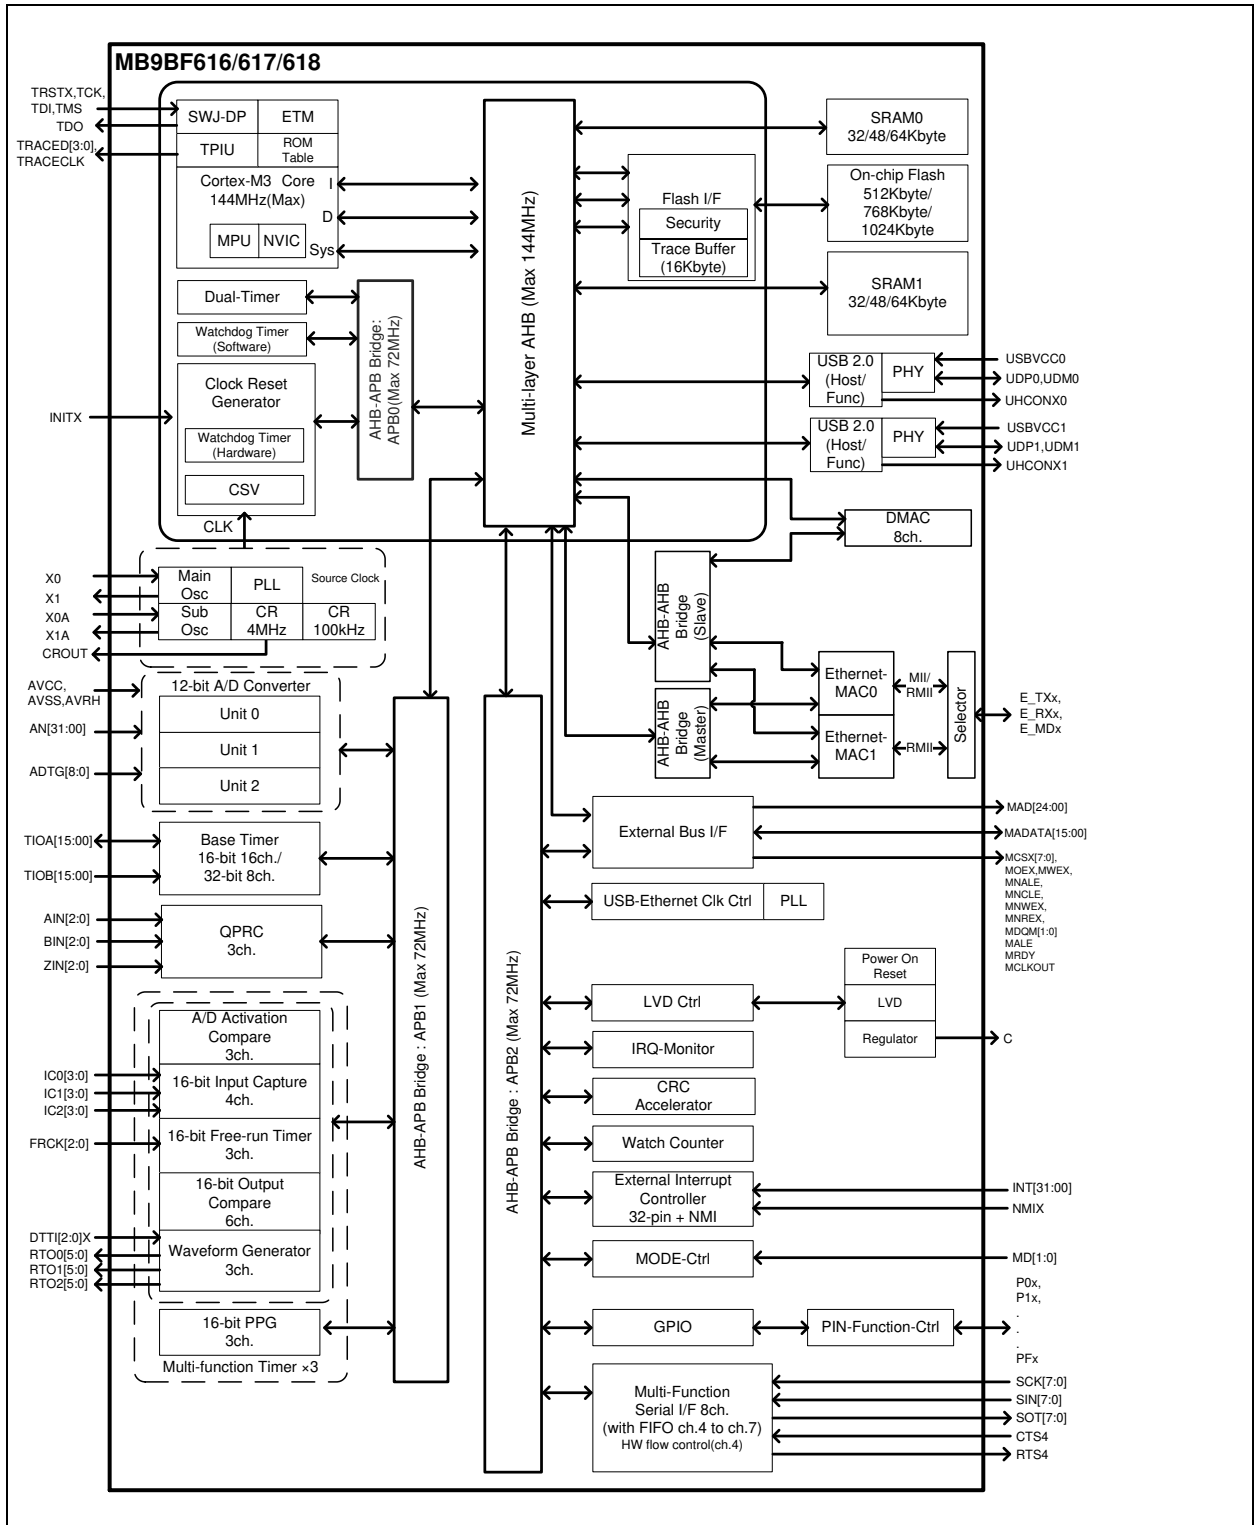 MB9BF616/617/618
TRSTX,TCK,
TDI,TMS
TDO
TRACED[3:0],
TRACECLK
SWJ-DP
ETM
TPIU
ROM
Table
Cortex-M3 Core
144MHz(Max)
I
D
Sys
MPU
NVIC
Dual-Timer
Watchdog Timer
(Software)
Clock Reset
Generator
Watchdog Timer
(Hardware)
CSV
CLK
INITX
AHB-APB Bridge:
APB0(Max 72MHz)
Multi-layer AHB (Max 144MHz)
Flash I/F
Security
Trace Buffer
(16Kbyte)
SRAM0
32/48/64Kbyte
On-chip Flash
512Kbyte/
768Kbyte/
1024Kbyte
SRAM1
32/48/64Kbyte
USB 2.0
(Host/
Func)
PHY
USBVCC0
UDP0,UDM0
UHCONX0
USB 2.0
(Host/
Func)
PHY
USBVCC1
UDP1,UDM1
UHCONX1
DMAC
8ch.
X0
X1
X0A
X1A
CROUT
Main
Osc
PLL
Source Clock
Sub
Osc
CR
4MHz
CR
100kHz
AHB-AHB
Bridge
(Slave)
AHB-AHB
Bridge
(Master)
Ethernet-
MAC0
Ethernet-
MAC1
MII/
RMII
RMII
Selector
E_TXx,
E_RXx,
E_MDx
AVCC,
AVSS,AVRH
AN[31:00]
ADTG[8:0]
12-bit A/D Converter
Unit 0
Unit 1
Unit 2
TIOA[15:00]
TIOB[15:00]
Base Timer
16-bit 16ch./
32-bit 8ch.
AIN[2:0]
BIN[2:0]
ZIN[2:0]
QPRC
3ch.
A/D Activation
Compare
3ch.
IC0[3:0]
IC1[3:0]
IC2[3:0]
16-bit Input Capture
4ch.
FRCK[2:0]
16-bit Free-run Timer
3ch.
16-bit Output
Compare
6ch.
DTTI[2:0]X
RTO0[5:0]
RTO1[5:0]
RTO2[5:0]
Waveform Generator
3ch.
16-bit PPG
3ch.
Multi-function Timer ×3
AHB-APB Bridge : APB1 (Max 72MHz)
AHB-APB Bridge : APB2 (Max 72MHz)
External Bus I/F
MAD[24:00]
MADATA[15:00]
MCSX[7:0],
MOEX,MWEX,
MNALE,
MNCLE,
MNWEX,
MNREX,
MDQM[1:0]
MALE
MRDY
MCLKOUT
USB-Ethernet Clk Ctrl
PLL
LVD Ctrl
Power On
Reset
LVD
Regulator
C
IRQ-Monitor
CRC
Accelerator
Watch Counter
External Interrupt
Controller
32-pin + NMI
INT[31:00]
NMIX
MODE-Ctrl
MD[1:0]
GPIO
PIN-Function-Ctrl
P0x,
P1x,
.
.
.
PFx
Multi-Function
Serial I/F 8ch.
(with FIFO ch.4 to ch.7)
HW flow control(ch.4)
SCK[7:0]
SIN[7:0]
SOT[7:0]
CTS4
RTS4